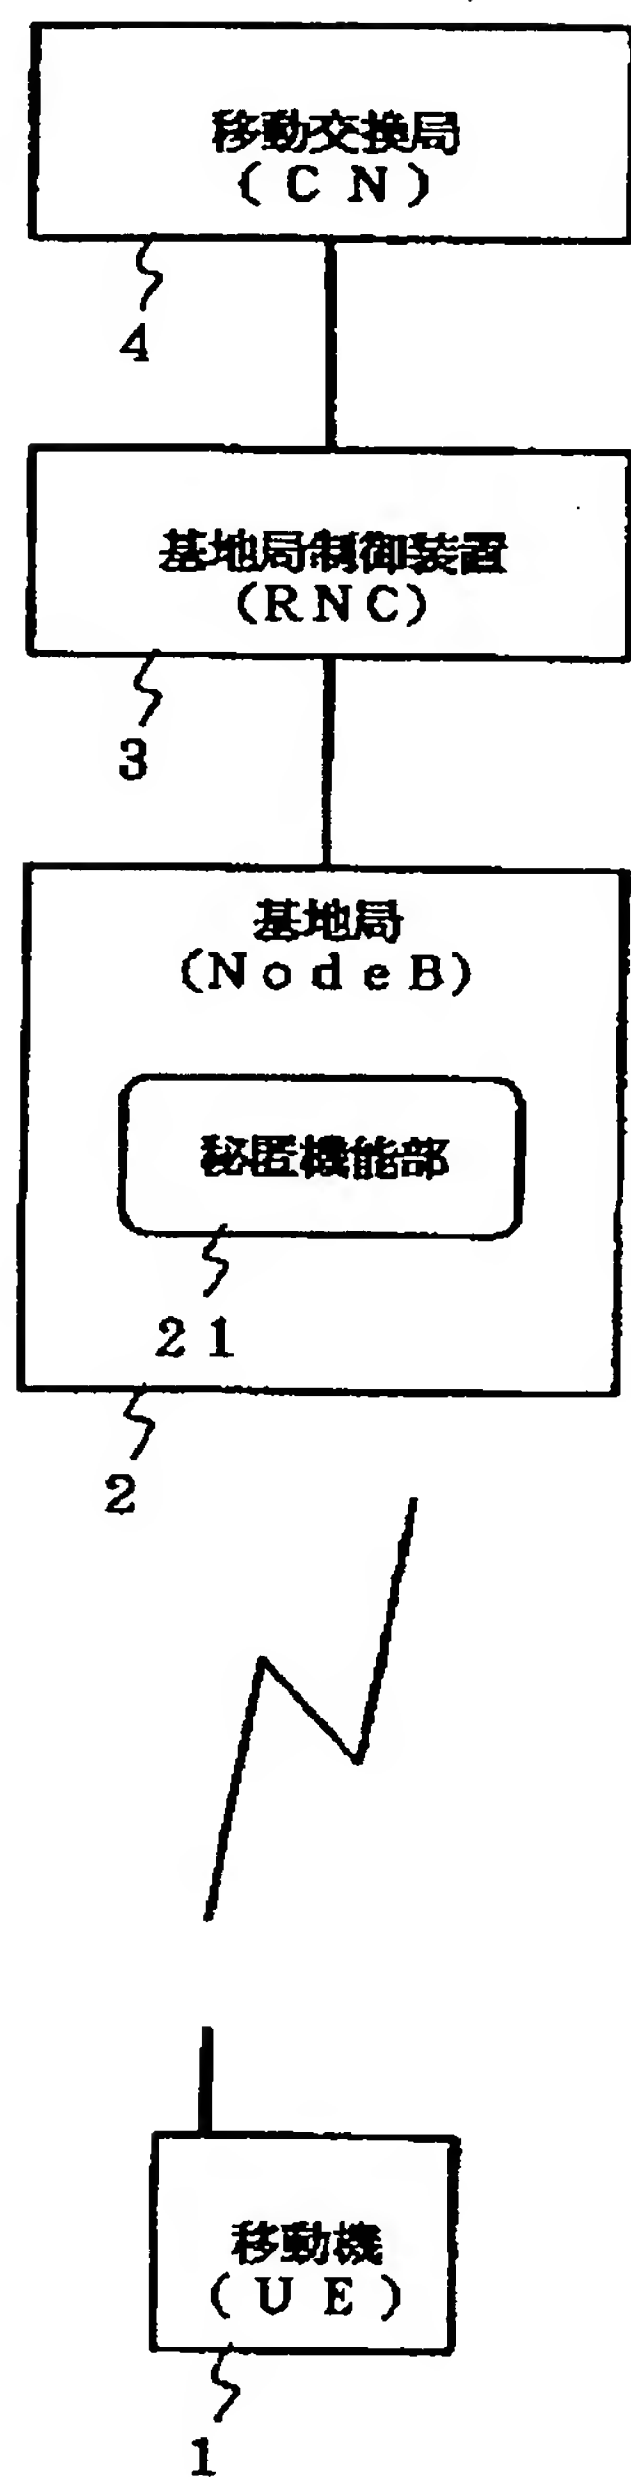 移動交換局
(CN)
4
基地局制御装置
(RNC)
3
基地局
(NodeB)
秘匿機能部
21
2
移動機
(UE)
1